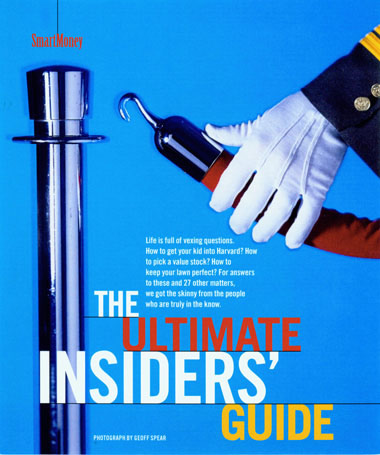 SmartMoney
Life is full of vexing questions.
How to get your kid into Harvard? How
to pick a value stock? How to
keep your lawn perfect? For answers
to these and 27 other matters,
we got the skinny from the people
who are truly in the know.
THE
ULTIMATE
INSIDERS'
GUIDE
PHOTOGRAPH BY GEOFF SPEAR